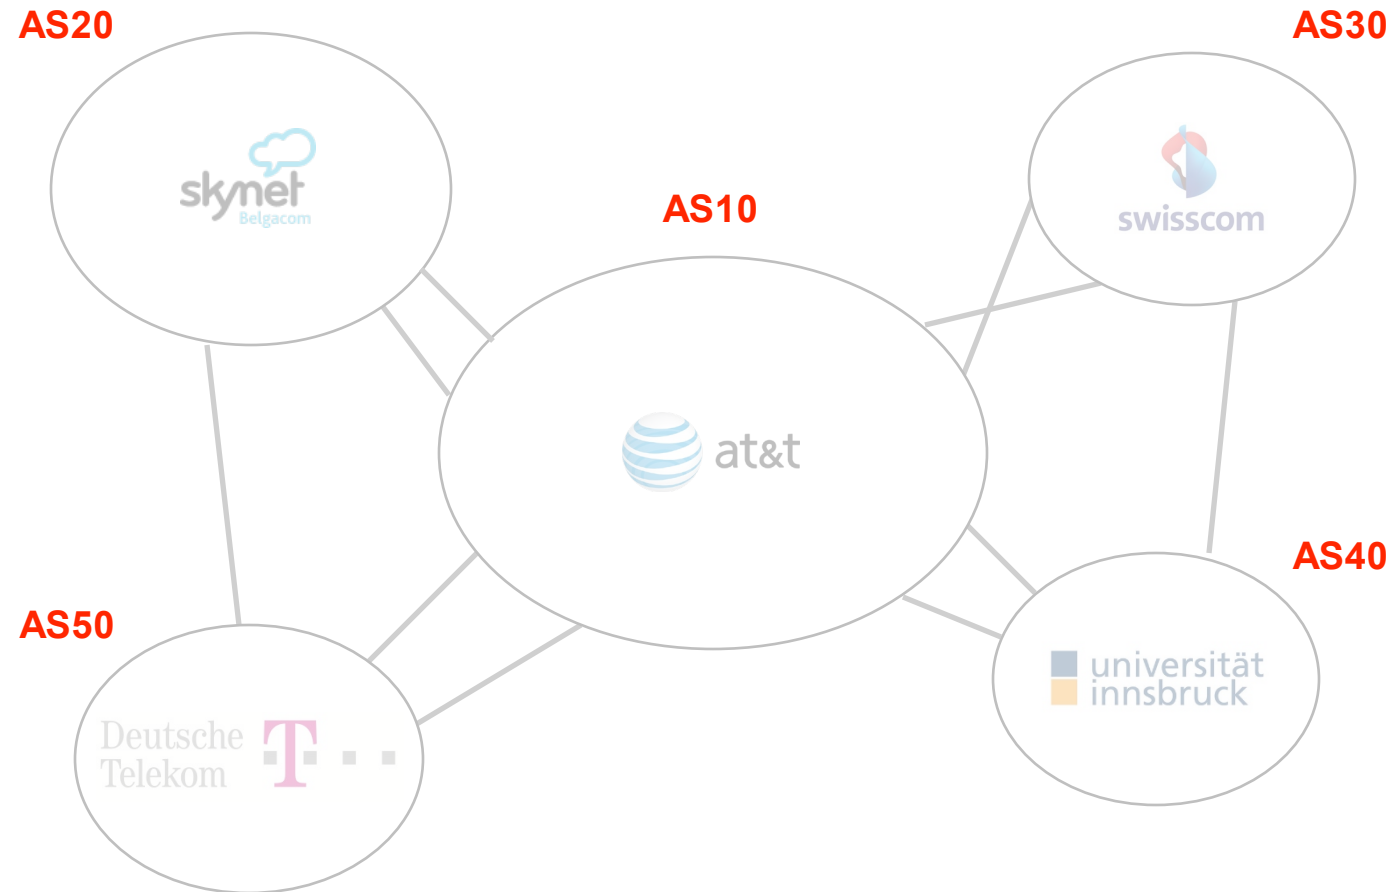 AS20
AS30
skynet
Belgacom
swisscom
AS10
at&t
AS40
AS50
universität
innsbruck
Deutsche
Telekom
T